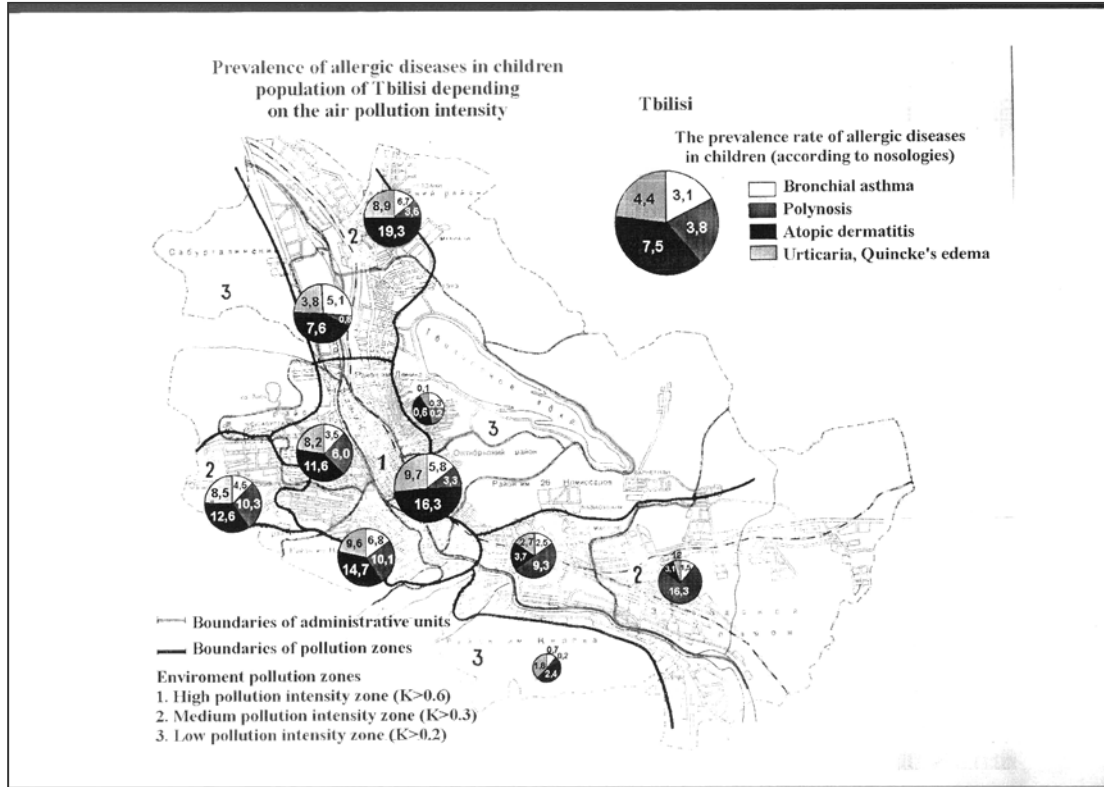 Prevalence of allergic diseases in children
population of Tbilisi depending
on the air pollution intensity
Tbilisi
The prevalence rate of allergic diseases
in children (according to nosologies)
Bronchial asthma
Polynosis
Atopic dermatitis
Urticaria, Quincke's edema
4,4
3,1
3,8
7,5
8,9
6,7
3,6
19,3
2
3
3,8
5,1
0,8
7,6
0,1
0,3
0,2
0,6
3
8,2
3,5
6,0
11,6
1
9,7
5,8
3,3
16,3
2
8,5
4,5
10,3
12,6
9,6
6,8
10,1
14,7
2,7
2,5
3,7
9,3
2
3,1
16,3
3
0,7
0,2
1,8
2,4
Октябрьский район
Район им 26 Комиссаров
Boundaries of administrative units
Boundaries of pollution zones
Enviroment pollution zones
1. High pollution intensity zone (K>0.6)
2. Medium pollution intensity zone (K>0.3)
3. Low pollution intensity zone (K>0.2)